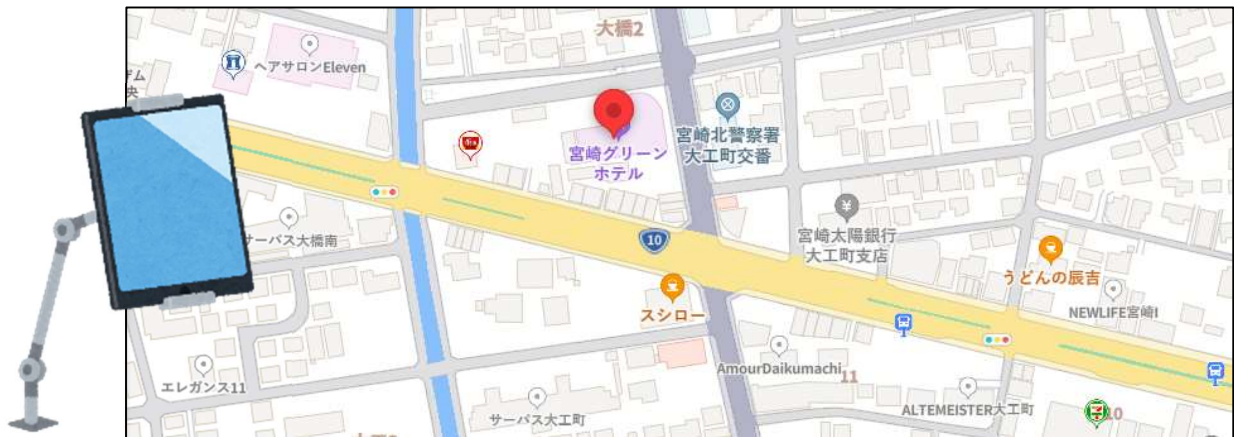 大橋2
ヘアサロンEleven
ゲム
央
宮崎グリーン
ホテル
宮崎北警察署
大工町交番
サーパス大橋南
10
宮崎太陽銀行
大工町支店
うどんの辰吉
スシロー
NEWLIFE宮崎I
エレガンス11
AmourDaikumachi
11
サーパス大工町
ALTEMEISTER大工町
10